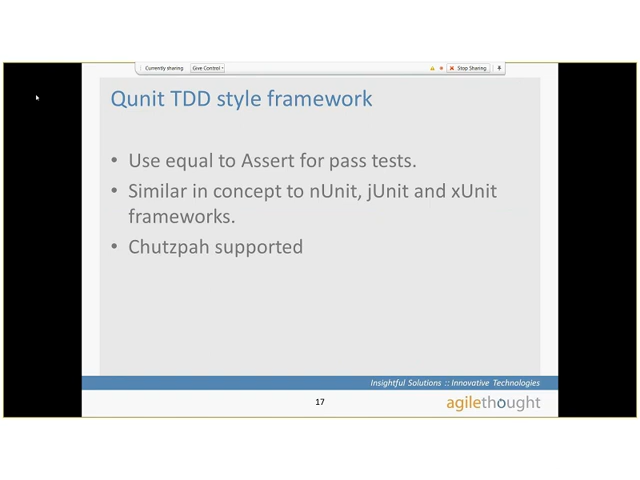 Currently sharing Give Control Stop Sharing
Qunit TDD style framework
• Use equal to Assert for pass tests.
• Similar in concept to nUnit, jUnit and xUnit
frameworks.
• Chutzpah supported
Insightful Solutions :: Innovative Technologies
17
agilethought